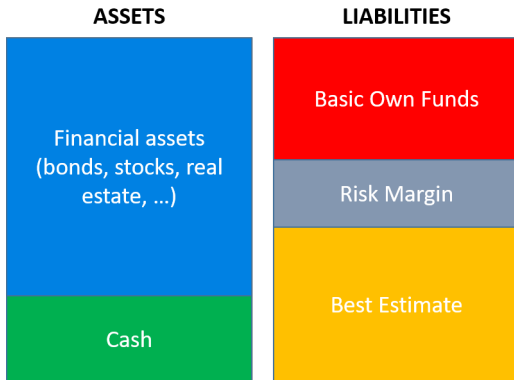 ASSETS
LIABILITIES
Financial assets
(bonds, stocks, real
estate, ...)
Cash
Basic Own Funds
Risk Margin
Best Estimate